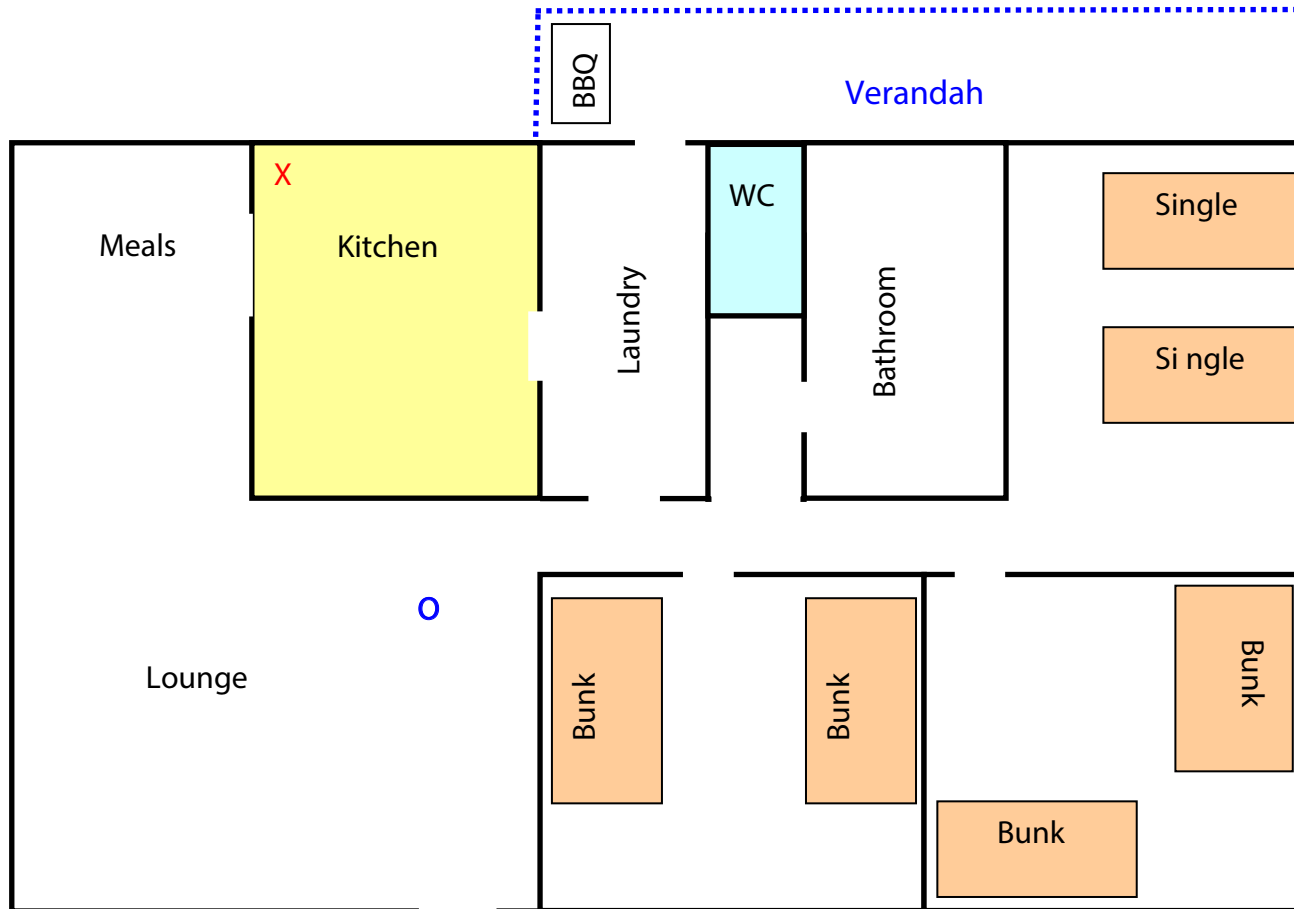 BBQ
Verandah
X
WC
Single
Meals
Kitchen
Laundry
Bathroom
Si ngle
O
Lounge
Bunk
Bunk
Bunk
Bunk